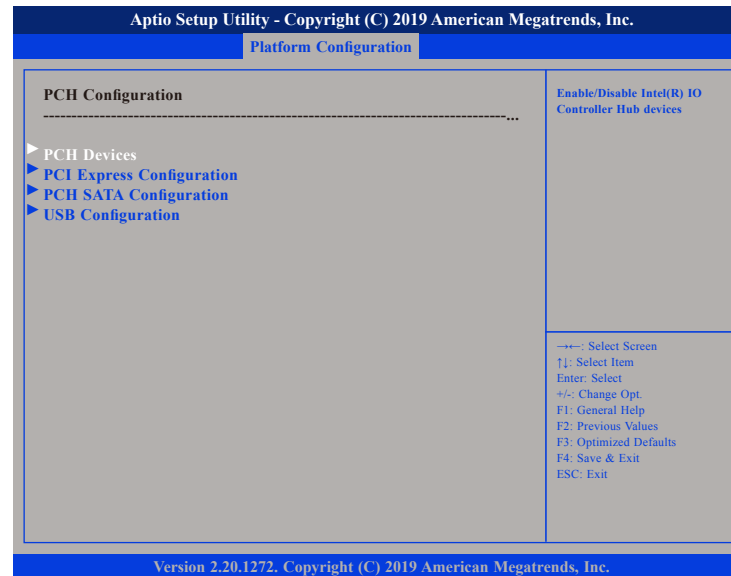 Aptio Setup Utility - Copyright (C) 2019 American Megatrends, Inc.
Platform Configuration
PCH Configuration
---------------------------------------------------------------------------------...
PCH Devices
PCI Express Configuration
PCH SATA Configuration
USB Configuration
Enable/Disable Intel(R) IO
Controller Hub devices
→←: Select Screen
↑↓: Select Item
Enter: Select
+/-: Change Opt.
F1: General Help
F2: Previous Values
F3: Optimized Defaults
F4: Save & Exit
ESC: Exit
Version 2.20.1272. Copyright (C) 2019 American Megatrends, Inc.